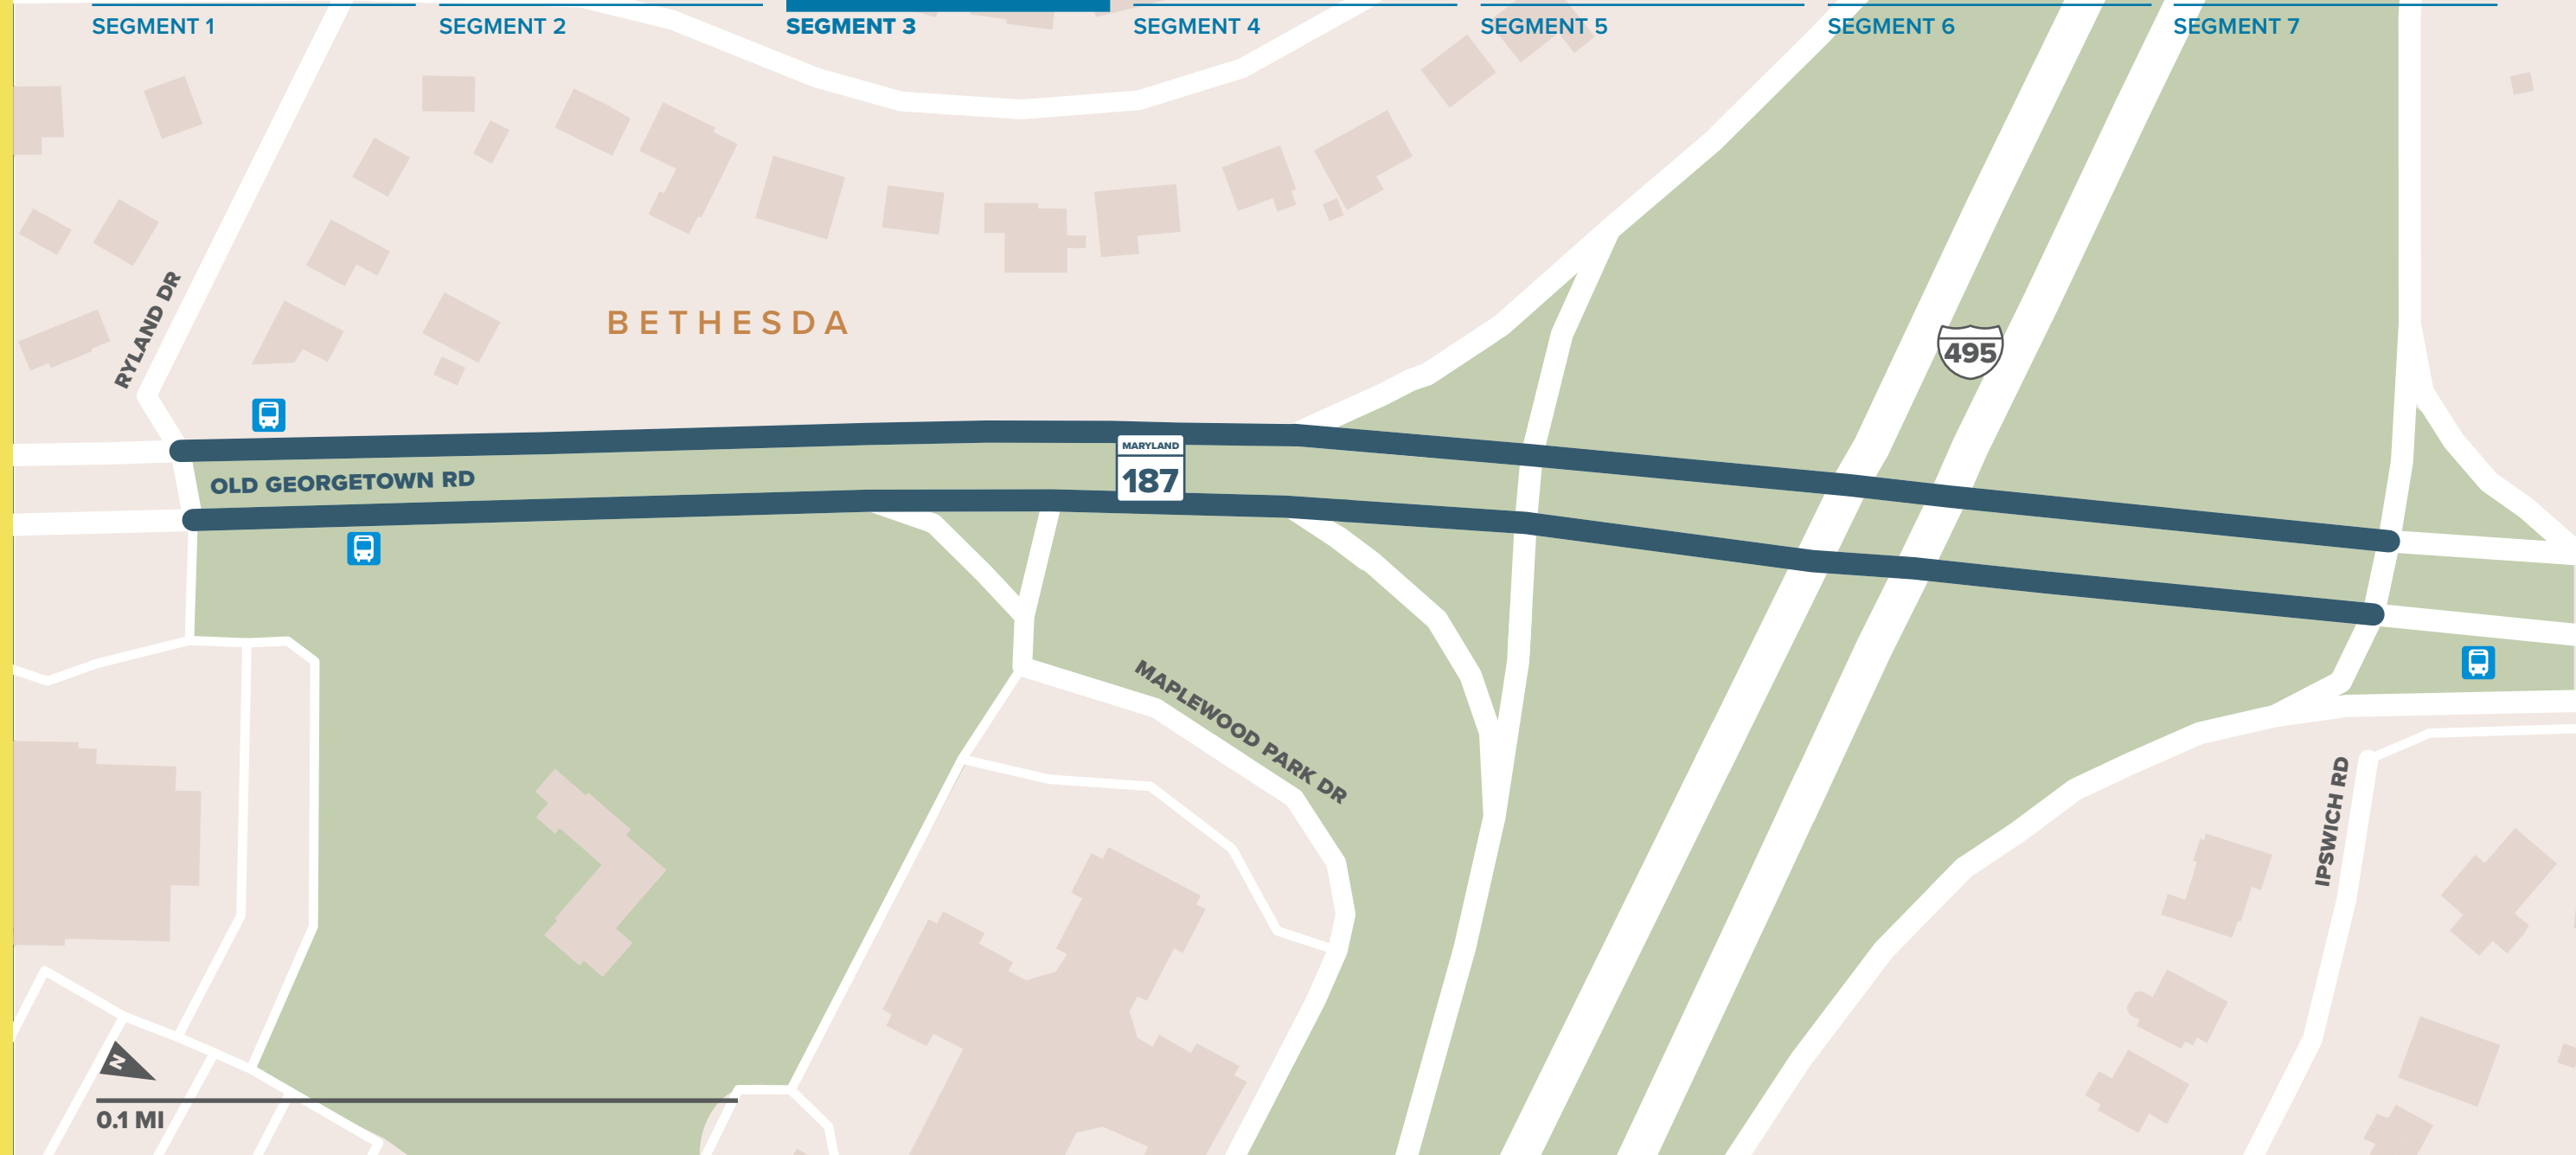 SEGMENT 1
SEGMENT 2
SEGMENT 3
SEGMENT 4
SEGMENT 5
SEGMENT 6
SEGMENT 7
RYLAND DR
BETHESDA
495
MARYLAND
187
OLD GEORGETOWN RD
MAPLEWOOD PARK DR
IPSWICH RD
N
0.1 MI